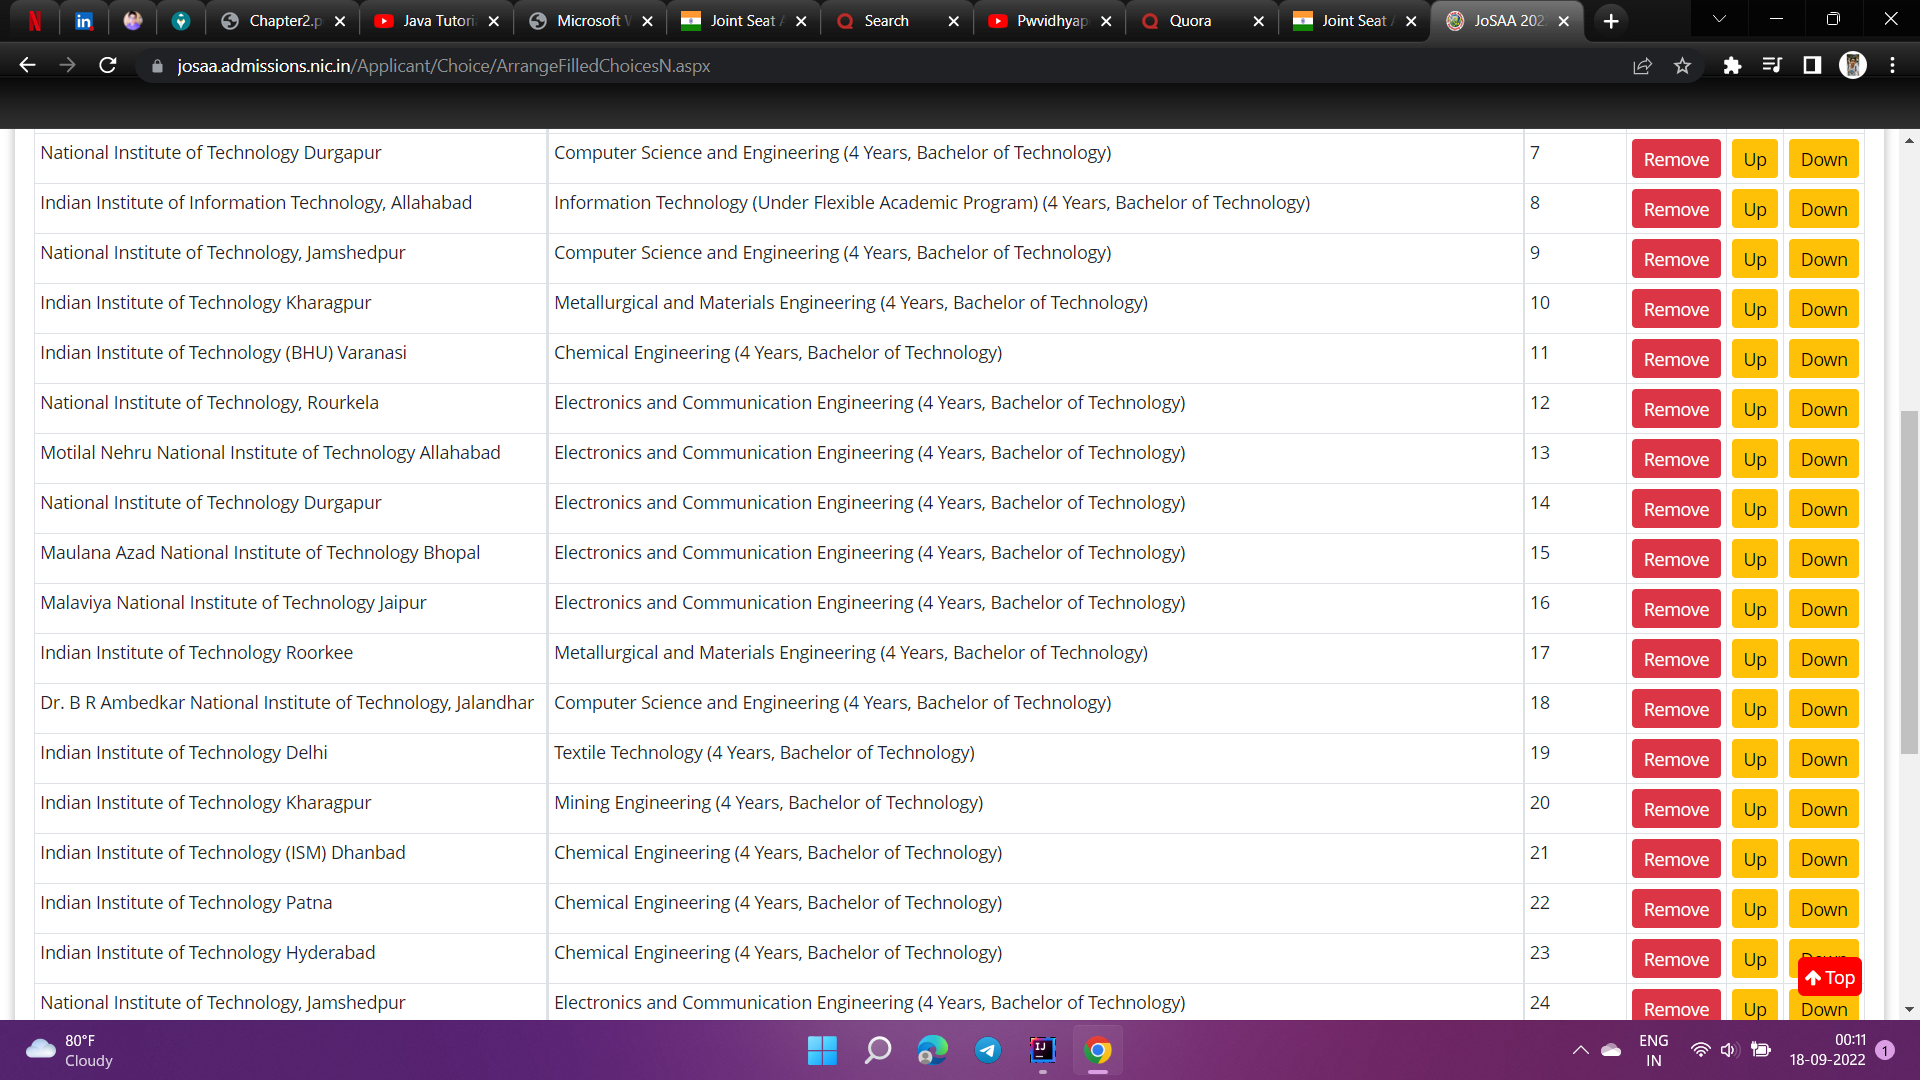 Chapter2.p
Java Tutori
Microsoft
Joint Seat
Search
Pwvidhyap
Quora
Joint Seat
JoSAA 202
josaa.admissions.nic.in/Applicant/Choice/ArrangeFilledChoicesN.aspx
National Institute of Technology Durgapur Computer Science and Engineering (4 Years, Bachelor of Technology) 7 Remove Up Down
Indian Institute of Information Technology, Allahabad Information Technology (Under Flexible Academic Program) (4 Years, Bachelor of Technology) 8 Remove Up Down
National Institute of Technology, Jamshedpur Computer Science and Engineering (4 Years, Bachelor of Technology) 9 Remove Up Down
Indian Institute of Technology Kharagpur Metallurgical and Materials Engineering (4 Years, Bachelor of Technology) 10 Remove Up Down
Indian Institute of Technology (BHU) Varanasi Chemical Engineering (4 Years, Bachelor of Technology) 11 Remove Up Down
National Institute of Technology, Rourkela Electronics and Communication Engineering (4 Years, Bachelor of Technology) 12 Remove Up Down
Motilal Nehru National Institute of Technology Allahabad Electronics and Communication Engineering (4 Years, Bachelor of Technology) 13 Remove Up Down
National Institute of Technology Durgapur Electronics and Communication Engineering (4 Years, Bachelor of Technology) 14 Remove Up Down
Maulana Azad National Institute of Technology Bhopal Electronics and Communication Engineering (4 Years, Bachelor of Technology) 15 Remove Up Down
Malaviya National Institute of Technology Jaipur Electronics and Communication Engineering (4 Years, Bachelor of Technology) 16 Remove Up Down
Indian Institute of Technology Roorkee Metallurgical and Materials Engineering (4 Years, Bachelor of Technology) 17 Remove Up Down
Dr. B R Ambedkar National Institute of Technology, Jalandhar Computer Science and Engineering (4 Years, Bachelor of Technology) 18 Remove Up Down
Indian Institute of Technology Delhi Textile Technology (4 Years, Bachelor of Technology) 19 Remove Up Down
Indian Institute of Technology Kharagpur Mining Engineering (4 Years, Bachelor of Technology) 20 Remove Up Down
Indian Institute of Technology (ISM) Dhanbad Chemical Engineering (4 Years, Bachelor of Technology) 21 Remove Up Down
Indian Institute of Technology Patna Chemical Engineering (4 Years, Bachelor of Technology) 22 Remove Up Down
Indian Institute of Technology Hyderabad Chemical Engineering (4 Years, Bachelor of Technology) 23 Remove Up
Top
National Institute of Technology, Jamshedpur Electronics and Communication Engineering (4 Years, Bachelor of Technology) 24 Remove Up Down
80°F
Cloudy
ENG
IN
00:11
18-09-2022
1